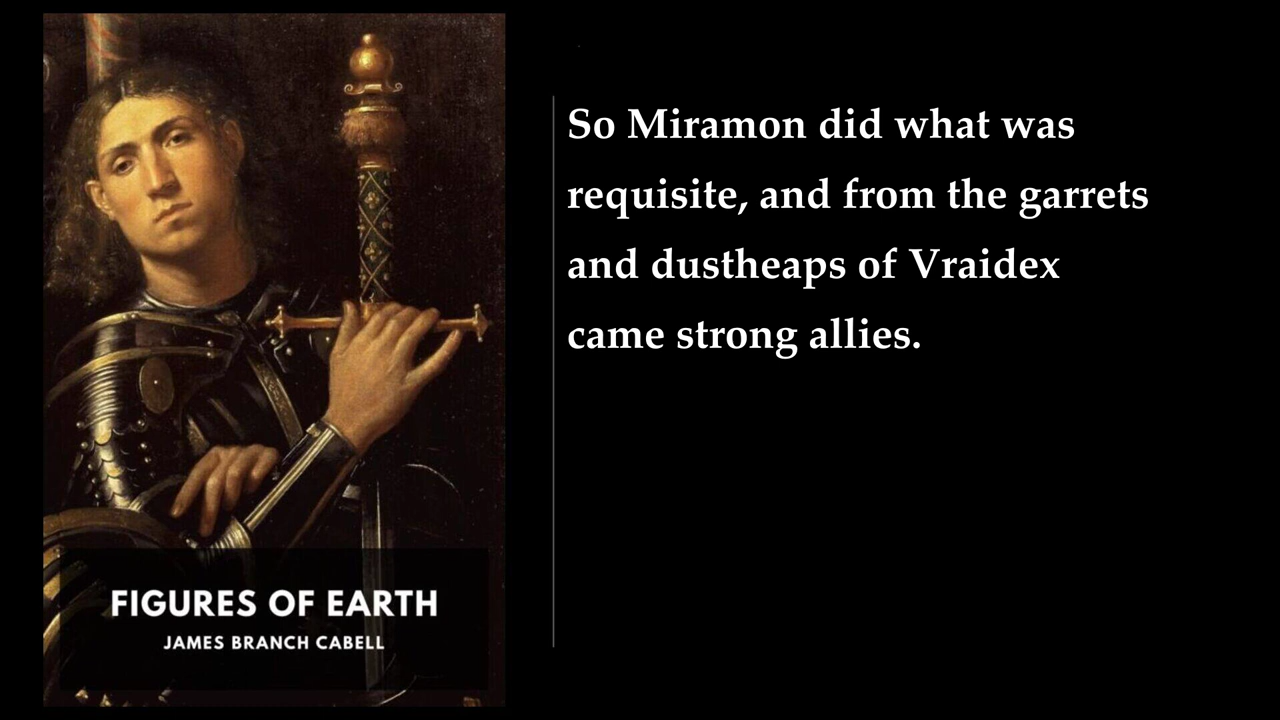 So Miramon did what was
requisite, and from the garrets
and dustheaps of Vraidex
came strong allies.
FIGURES OF EARTH
JAMES BRANCH CABELL